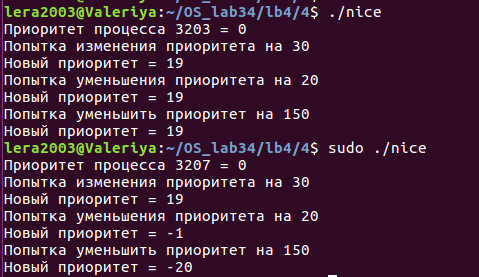 lera2003@Valeriya:~/OS_lab34/lb4/4$ ./nice
Приоритет процесса 3203 = 0
Попытка изменения приоритета на 30
Новый приоритет = 19
Попытка уменьшения приоритета на 20
Новый приоритет = 19
Попытка уменьшить приоритет на 150
Новый приоритет = 19
lera2003@Valeriya:~/OS_lab34/lb4/4$ sudo ./nice
Приоритет процесса 3207 = 0
Попытка изменения приоритета на 30
Новый приоритет = 19
Попытка уменьшения приоритета на 20
Новый приоритет = -1
Попытка уменьшить приоритет на 150
Новый приоритет = -20